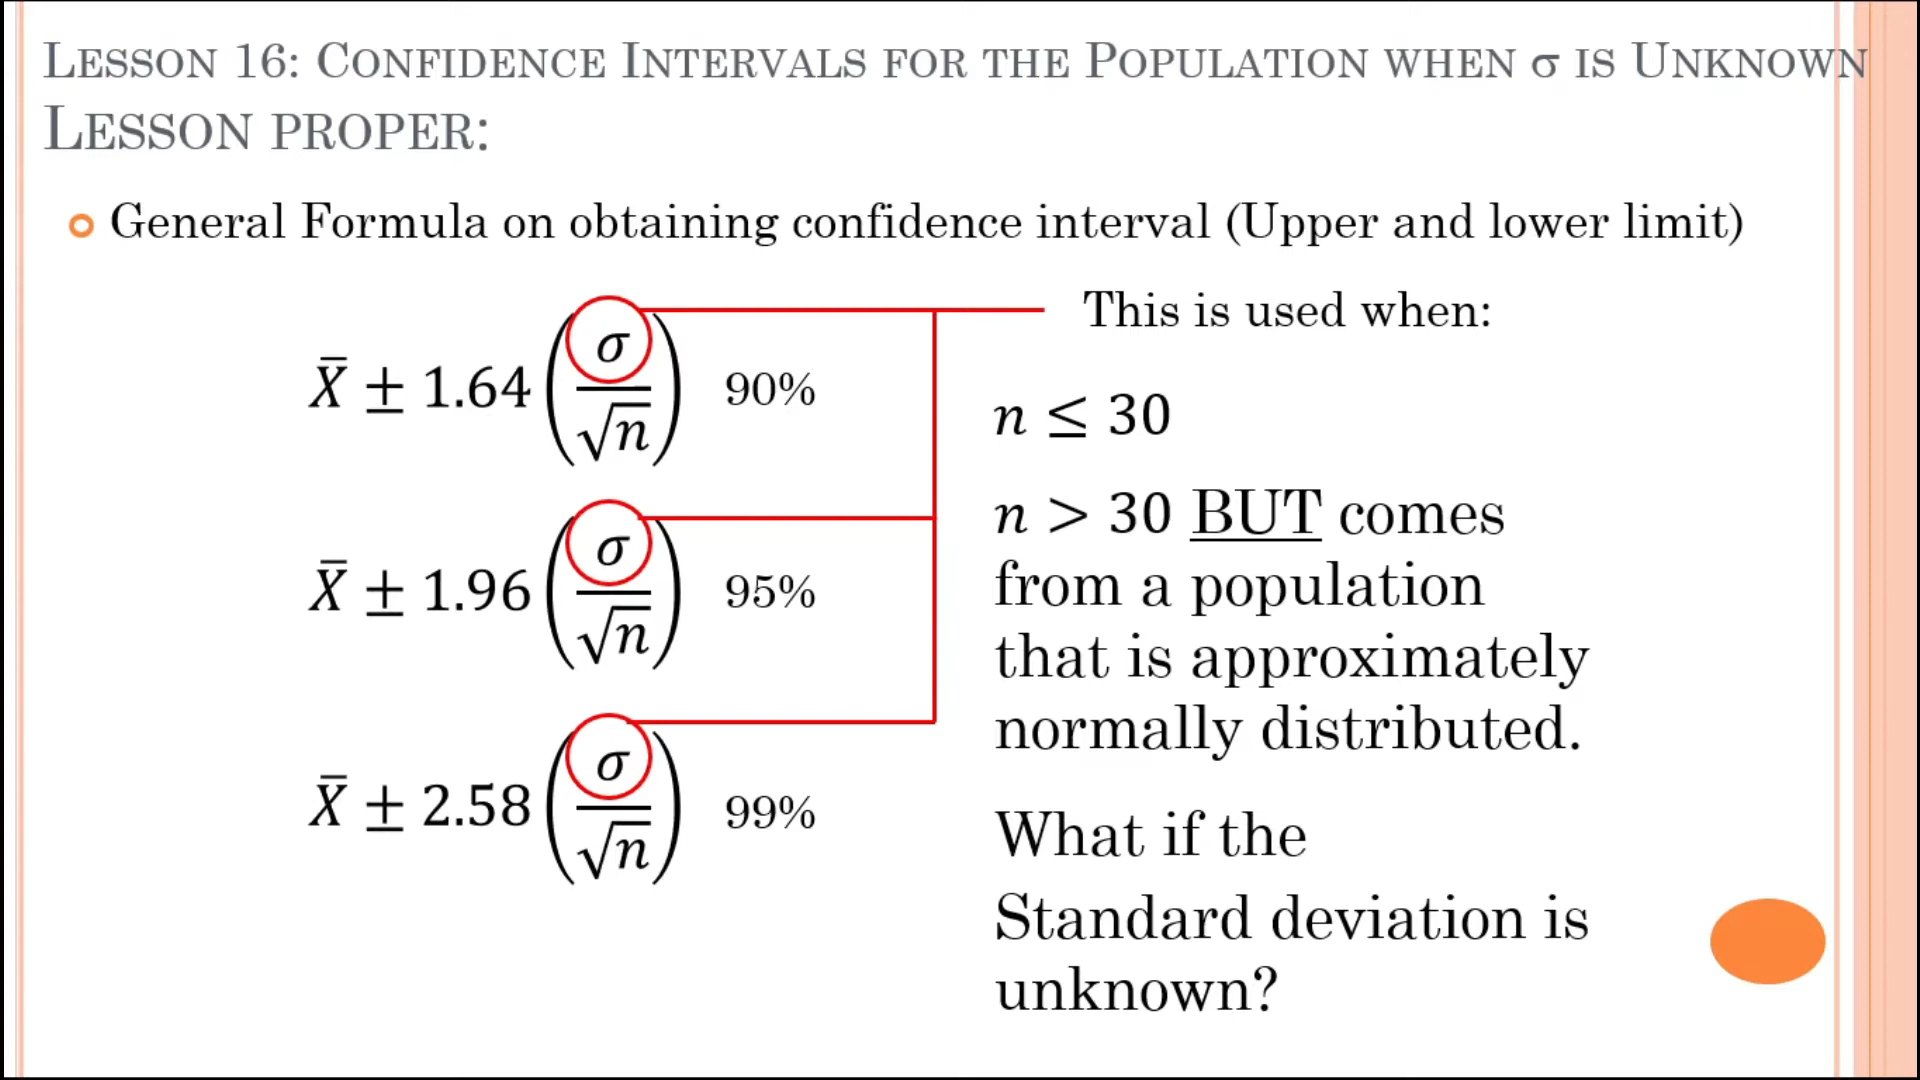 LESSON 16: CONFIDENCE INTERVALS FOR THE POPULATION WHEN σ IS UNKNOWN
LESSON PROPER:
General Formula on obtaining confidence interval (Upper and lower limit)
X̄ ± 1.64 (σ/√n) 90%
X̄ ± 1.96 (σ/√n) 95%
X̄ ± 2.58 (σ/√n) 99%
This is used when:
n ≤ 30
n > 30 BUT comes
from a population
that is approximately
normally distributed.
What if the
Standard deviation is
unknown?